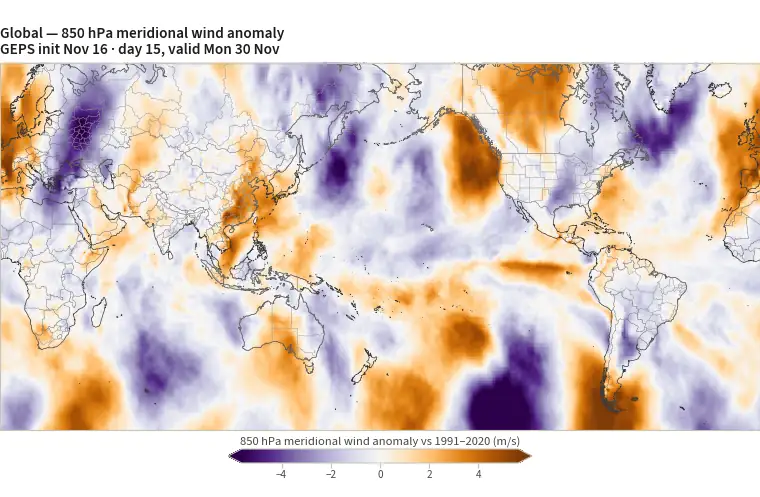 Global — 850 hPa meridional wind anomaly
GEPS init Nov 16 · day 15, valid Mon 30 Nov
850 hPa meridional wind anomaly vs 1991–2020 (m/s)
−4 −2 0 2 4